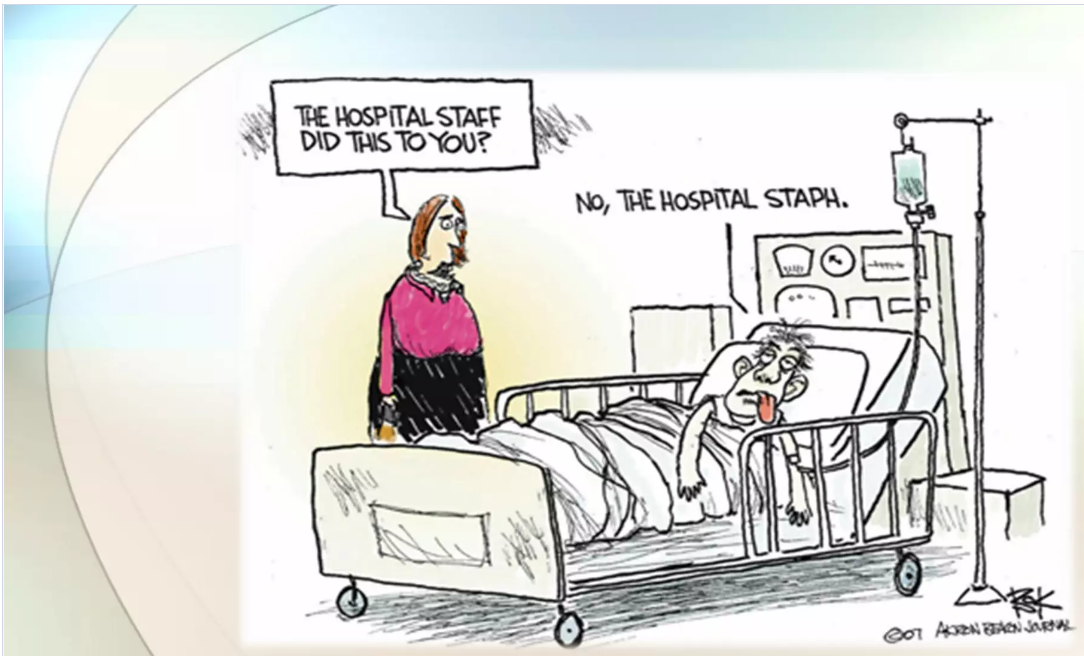 THE HOSPITAL STAFF
DID THIS TO YOU?
NO, THE HOSPITAL STAPH.
©07 AKRON BEACON JOURNAL